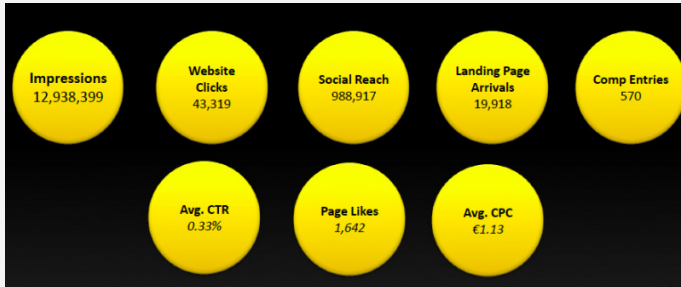 Impressions
12,938,399
Website
Clicks
43,319
Social Reach
988,917
Landing Page
Arrivals
19,918
Comp Entries
570
Avg. CTR
0.33%
Page Likes
1,642
Avg. CPC
€1.13